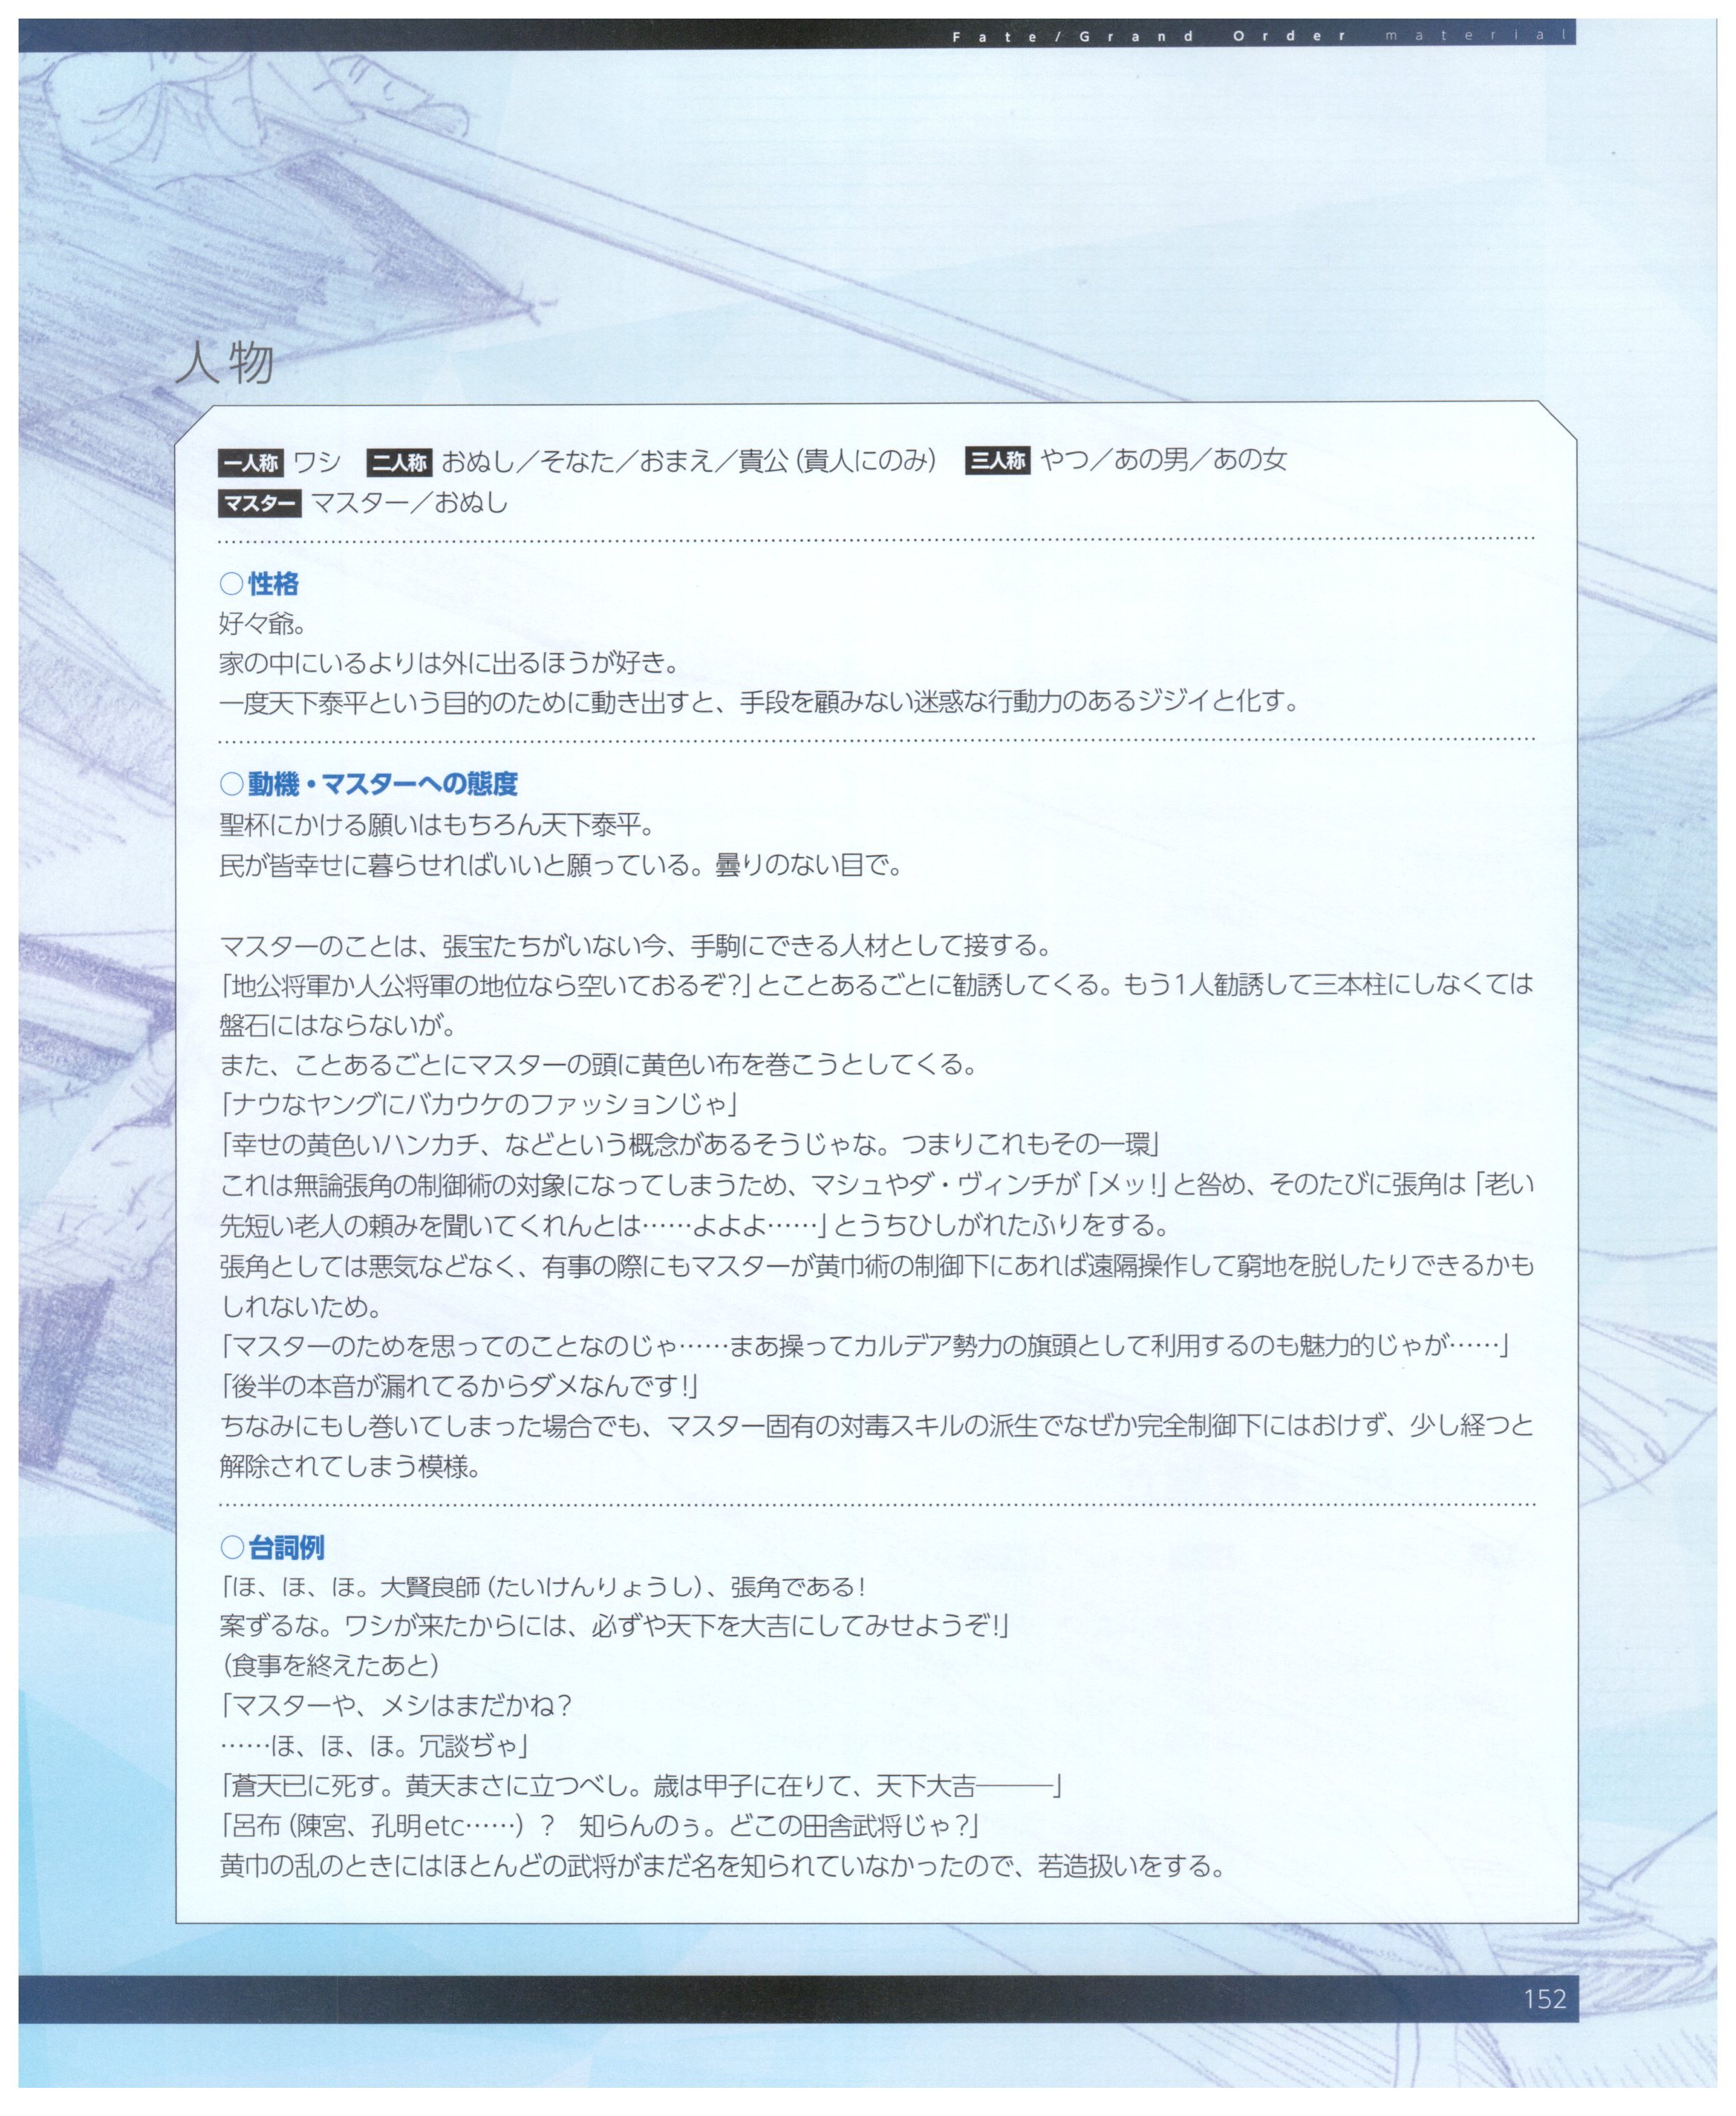 Fate/Grand Order material
人物
一人称 ワシ 二人称 おぬし／そなた／おまえ／貴公（貴人にのみ） 三人称 やつ／あの男／あの女
マスター マスター／おぬし
○性格
好々爺。
家の中にいるよりは外に出るほうが好き。
一度天下泰平という目的のために動き出すと、手段を顧みない迷惑な行動力のあるジジイと化す。
○動機・マスターへの態度
聖杯にかける願いはもちろん天下泰平。
民が皆幸せに暮らせればいいと願っている。曇りのない目で。
マスターのことは、張宝たちがいない今、手駒にできる人材として接する。
「地公将軍か人公将軍の地位なら空いておるぞ？」とことあるごとに勧誘してくる。もう1人勧誘して三本柱にしなくては
盤石にはならないが。
また、ことあるごとにマスターの頭に黄色い布を巻こうとしてくる。
「ナウなヤングにバカウケのファッションじゃ」
「幸せの黄色いハンカチ、などという概念があるそうじゃな。つまりこれもその一環」
これは無論張角の制御術の対象になってしまうため、マシュやダ・ヴィンチが「メッ！」と咎め、そのたびに張角は「老い
先短い老人の頼みを聞いてくれんとは……よよよ……」とうちひしがれたふりをする。
張角としては悪気などなく、有事の際にもマスターが黄巾術の制御下にあれば遠隔操作して窮地を脱したりできるかも
しれないため。
「マスターのためを思ってのことなのじゃ……まあ操ってカルデア勢力の旗頭として利用するのも魅力的じゃが……」
「後半の本音が漏れてるからダメなんです！」
ちなみにもし巻いてしまった場合でも、マスター固有の対毒スキルの派生でなぜか完全制御下にはおけず、少し経つと
解除されてしまう模様。
○台詞例
「ほ、ほ、ほ。大賢良師（たいけんりょうし）、張角である！
案ずるな。ワシが来たからには、必ずや天下を大吉にしてみせようぞ！」
（食事を終えたあと）
「マスターや、メシはまだかね？
……ほ、ほ、ほ。冗談ぢゃ」
「蒼天已に死す。黄天まさに立つべし。歳は甲子に在りて、天下大吉―――」
「呂布（陳宮、孔明etc……）？　知らんのぅ。どこの田舎武将じゃ？」
黄巾の乱のときにはほとんどの武将がまだ名を知られていなかったので、若造扱いをする。
152